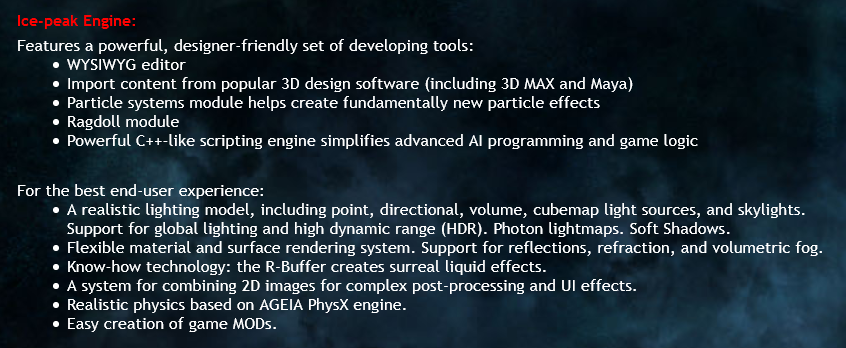 Ice-peak Engine:
Features a powerful, designer-friendly set of developing tools:
• WYSIWYG editor
• Import content from popular 3D design software (including 3D MAX and Maya)
• Particle systems module helps create fundamentally new particle effects
• Ragdoll module
• Powerful C++-like scripting engine simplifies advanced AI programming and game logic
For the best end-user experience:
• A realistic lighting model, including point, directional, volume, cubemap light sources, and skylights.
Support for global lighting and high dynamic range (HDR). Photon lightmaps. Soft Shadows.
• Flexible material and surface rendering system. Support for reflections, refraction, and volumetric fog.
• Know-how technology: the R-Buffer creates surreal liquid effects.
• A system for combining 2D images for complex post-processing and UI effects.
• Realistic physics based on AGEIA PhysX engine.
• Easy creation of game MODs.